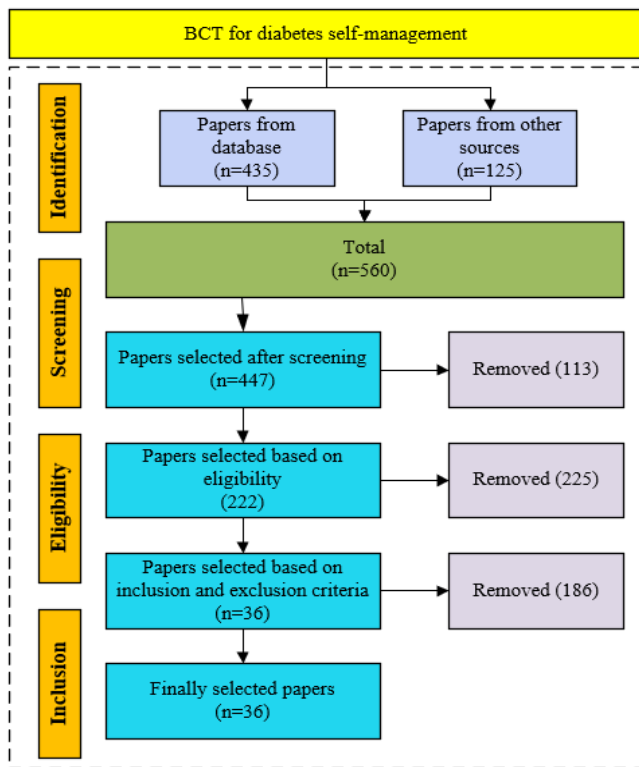 BCT for diabetes self-management
Identification
Papers from
database
(n=435)
Papers from other
sources
(n=125)
Total
(n=560)
Screening
Papers selected after screening
(n=447)
Removed (113)
Eligibility
Papers selected based on
eligibility
(222)
Removed (225)
Papers selected based on
inclusion and exclusion criteria
(n=36)
Removed (186)
Inclusion
Finally selected papers
(n=36)